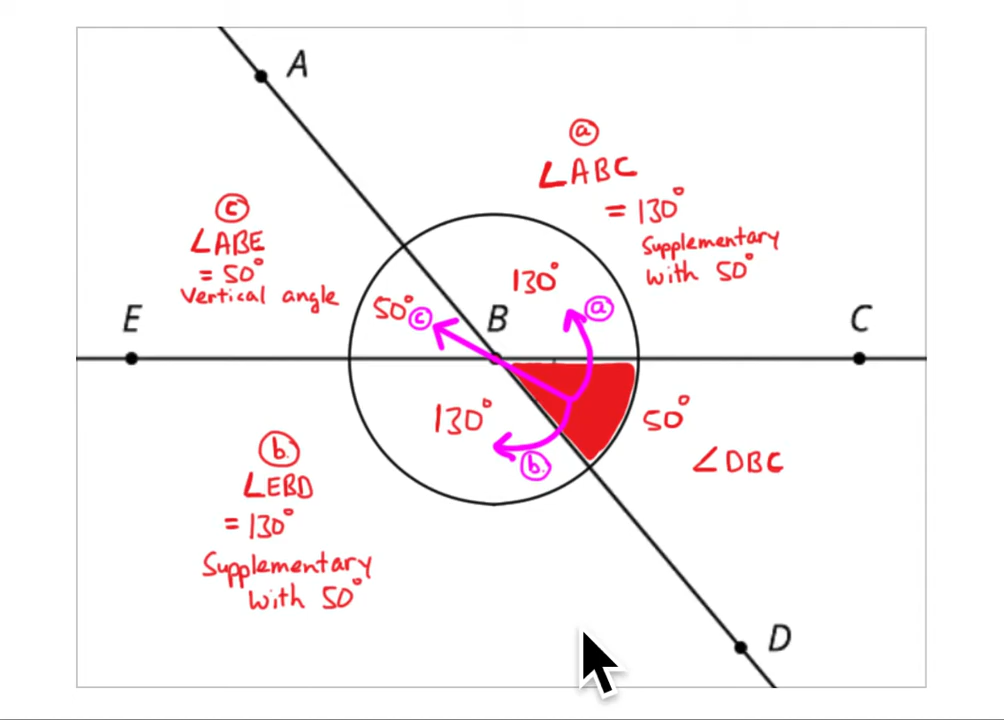 A
ⓐ
∠ABC
= 130°
Supplementary
with 50°
ⓒ
∠ABE
= 50°
Vertical angle
130°
50°
ⓒ
ⓐ
E
B
C
130°
50°
ⓑ.
∠DBC
ⓑ.
∠EBD
= 130°
Supplementary
with 50°
D